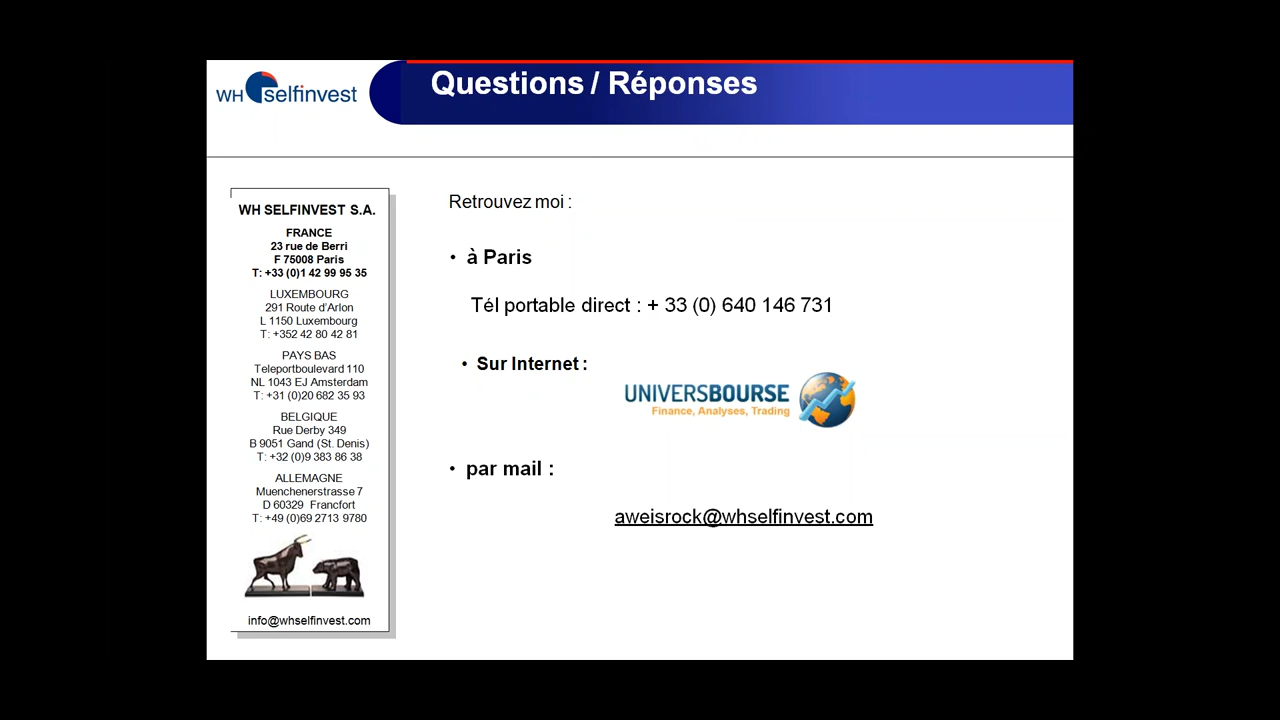 WH selfinvest
Questions / Réponses
WH SELFINVEST S.A.
FRANCE
23 rue de Berri
F 75008 Paris
T: +33 (0)1 42 99 95 35
LUXEMBOURG
291 Route d'Arlon
L 1150 Luxembourg
T: +352 42 80 42 81
PAYS BAS
Teleportboulevard 110
NL 1043 EJ Amsterdam
T: +31 (0)20 682 35 93
BELGIQUE
Rue Derby 349
B 9051 Gand (St. Denis)
T: +32 (0)9 383 86 38
ALLEMAGNE
Muenchenerstrasse 7
D 60329 Francfort
T: +49 (0)69 2713 9780
info@whselfinvest.com
Retrouvez moi :
• à Paris
Tél portable direct : + 33 (0) 640 146 731
• Sur Internet :
UNIVERSBOURSE
Finance, Analyses, Trading
• par mail :
aweisrock@whselfinvest.com